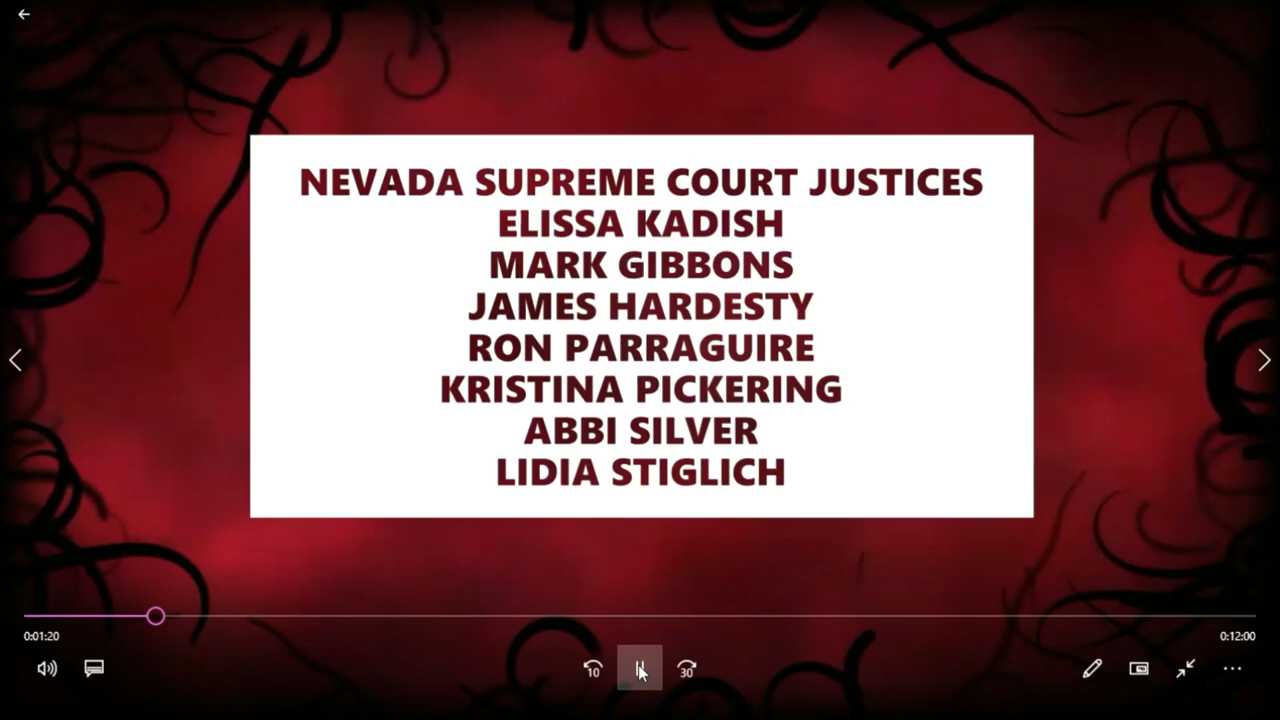 NEVADA SUPREME COURT JUSTICES
ELISSA KADISH
MARK GIBBONS
JAMES HARDESTY
RON PARRAGUIRE
KRISTINA PICKERING
ABBI SILVER
LIDIA STIGLICH
0:01:20
0:12:00
10
30